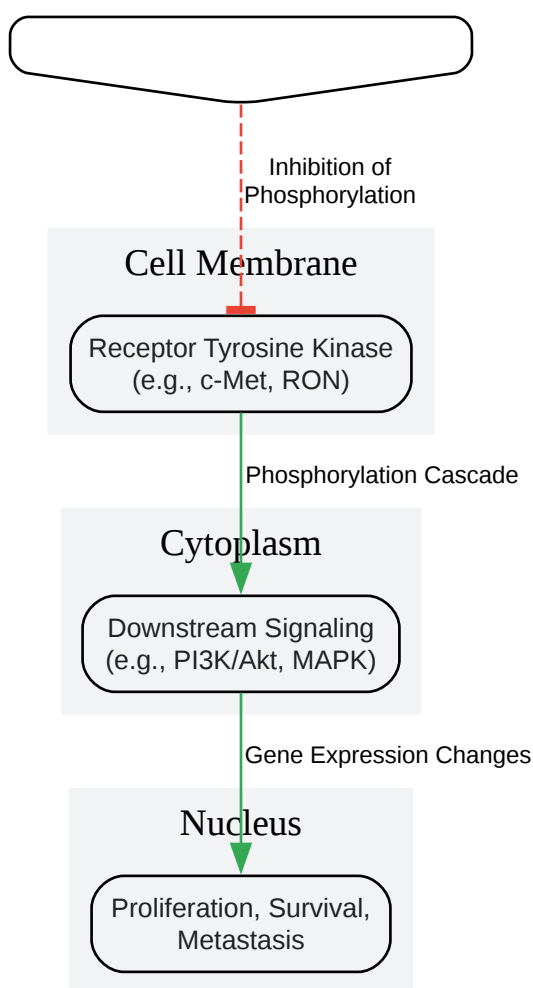 Inhibition of
Phosphorylation
Cell Membrane
Receptor Tyrosine Kinase
(e.g., c-Met, RON)
Phosphorylation Cascade
Cytoplasm
Downstream Signaling
(e.g., PI3K/Akt, MAPK)
Gene Expression Changes
Nucleus
Proliferation, Survival,
Metastasis